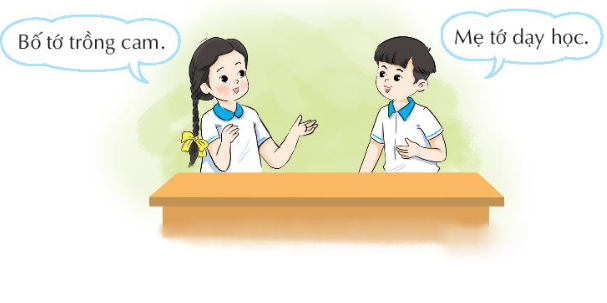 Bố tớ trồng cam.
Mẹ tớ dạy học.